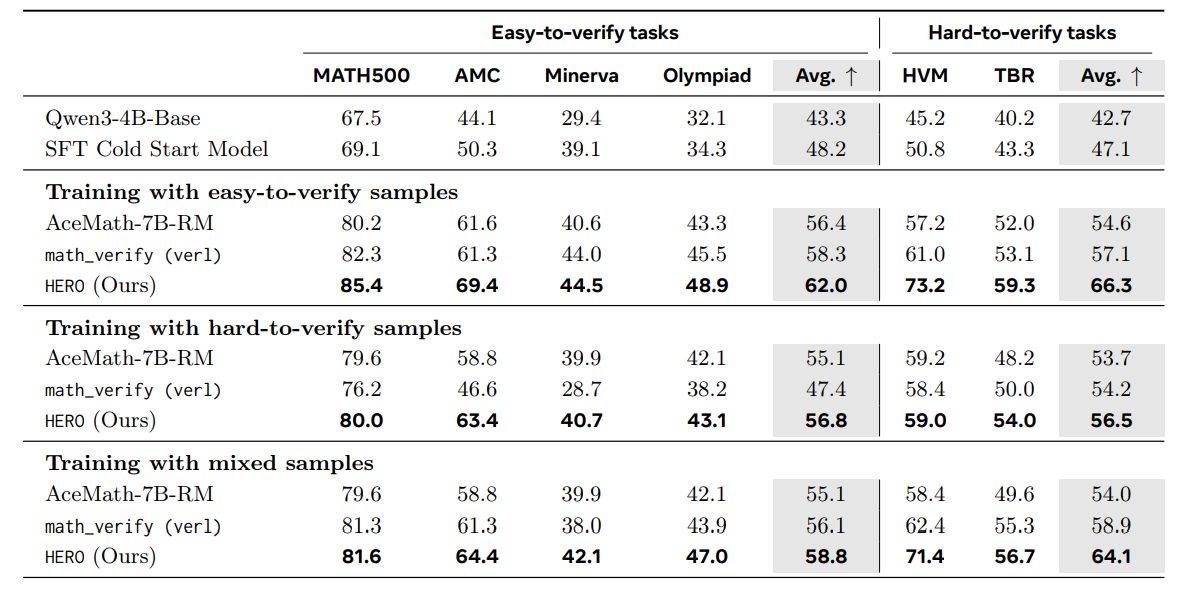 Easy-to-verify tasks Hard-to-verify tasks
MATH500 AMC Minerva Olympiad Avg. ↑ HVM TBR Avg. ↑
Qwen3-4B-Base 67.5 44.1 29.4 32.1 43.3 45.2 40.2 42.7
SFT Cold Start Model 69.1 50.3 39.1 34.3 48.2 50.8 43.3 47.1
Training with easy-to-verify samples
AceMath-7B-RM 80.2 61.6 40.6 43.3 56.4 57.2 52.0 54.6
math_verify (verl) 82.3 61.3 44.0 45.5 58.3 61.0 53.1 57.1
HERO (Ours) 85.4 69.4 44.5 48.9 62.0 73.2 59.3 66.3
Training with hard-to-verify samples
AceMath-7B-RM 79.6 58.8 39.9 42.1 55.1 59.2 48.2 53.7
math_verify (verl) 76.2 46.6 28.7 38.2 47.4 58.4 50.0 54.2
HERO (Ours) 80.0 63.4 40.7 43.1 56.8 59.0 54.0 56.5
Training with mixed samples
AceMath-7B-RM 79.6 58.8 39.9 42.1 55.1 58.4 49.6 54.0
math_verify (verl) 81.3 61.3 38.0 43.9 56.1 62.4 55.3 58.9
HERO (Ours) 81.6 64.4 42.1 47.0 58.8 71.4 56.7 64.1